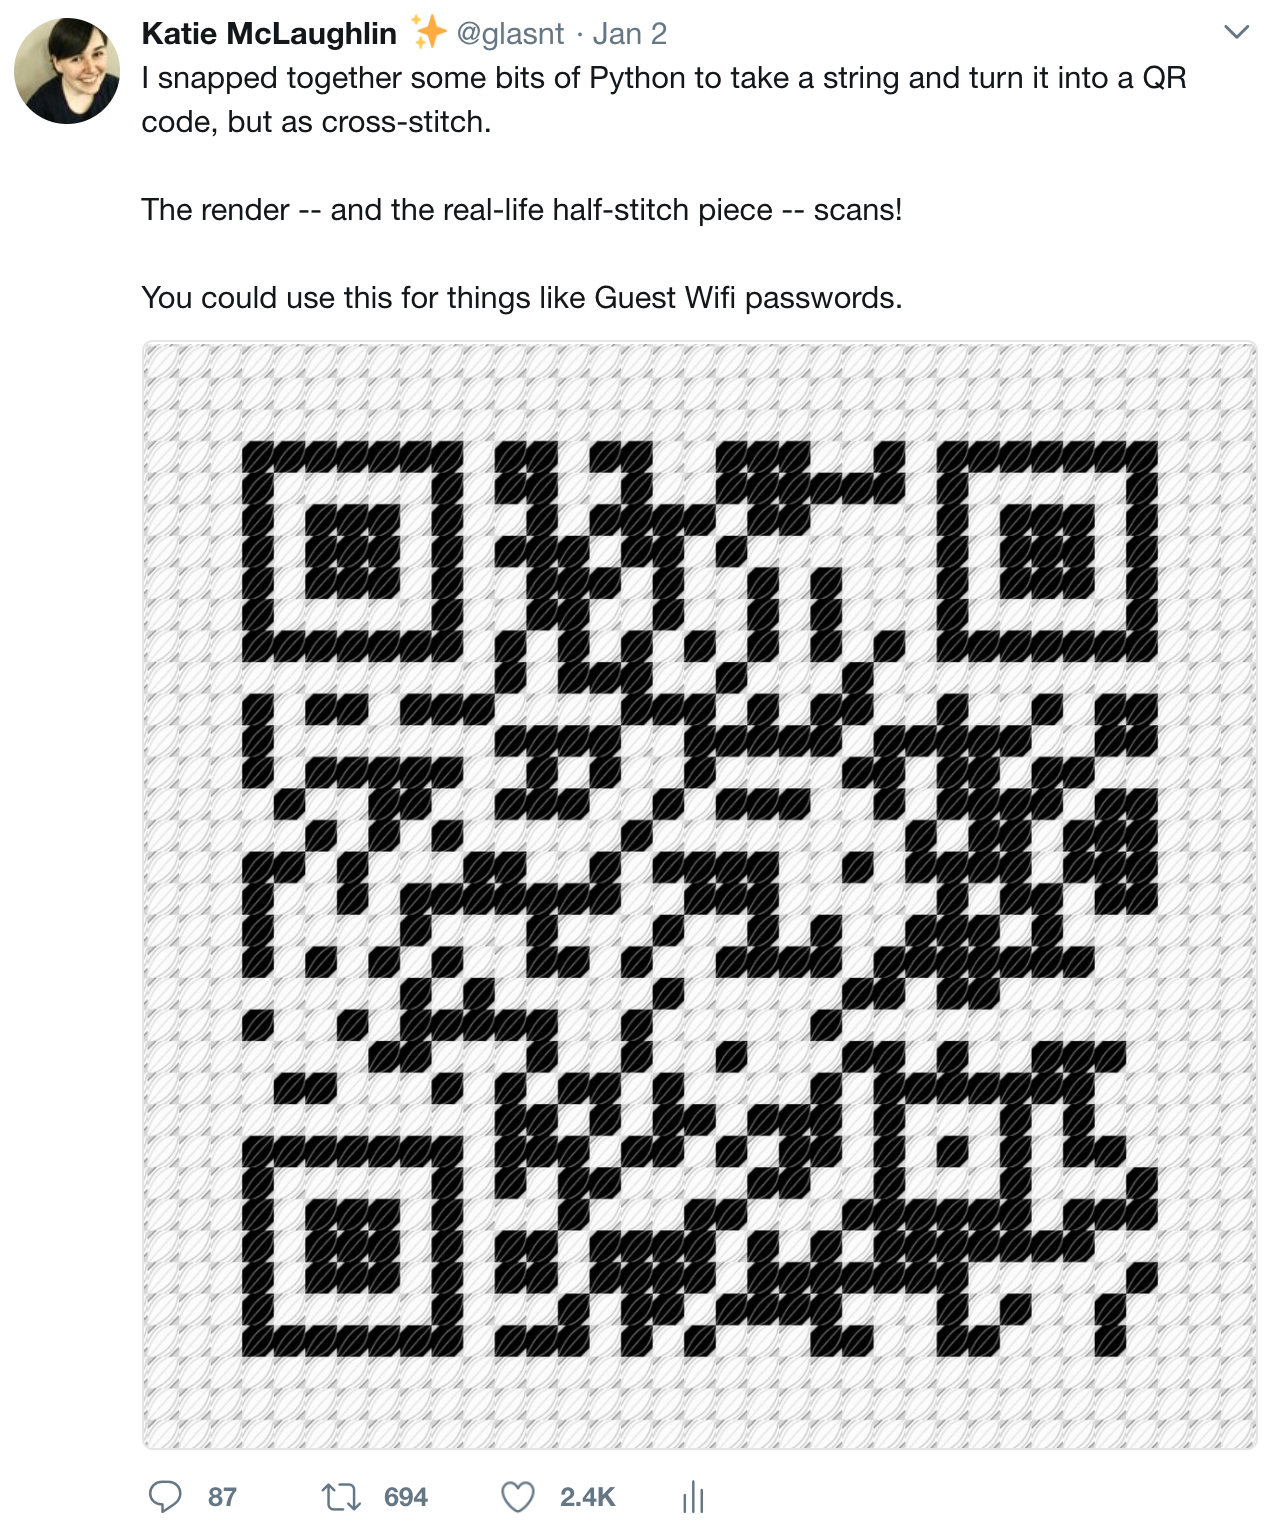 Katie McLaughlin ✨ @glasnt · Jan 2
I snapped together some bits of Python to take a string and turn it into a QR
code, but as cross-stitch.
The render -- and the real-life half-stitch piece -- scans!
You could use this for things like Guest Wifi passwords.
87 694 2.4K